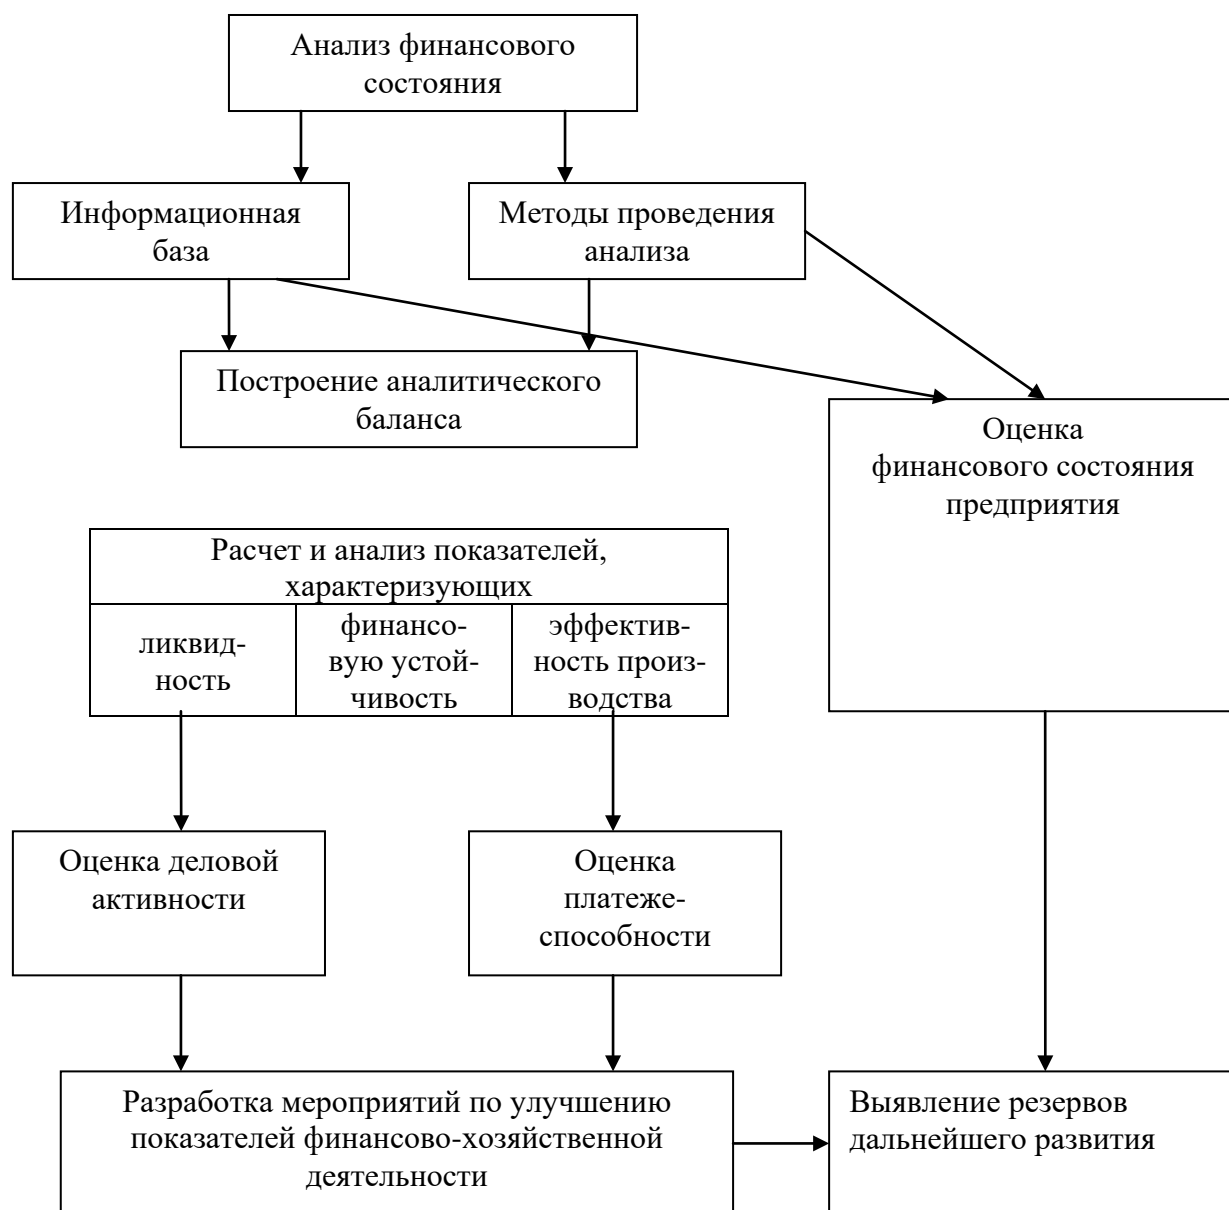 Анализ финансового
состояния
Информационная
база
Методы проведения
анализа
Построение аналитического
баланса
Оценка
финансового состояния
предприятия
Расчет и анализ показателей,
характеризующих
ликвид-
ность
финансо-
вую устой-
чивость
эффектив-
ность произ-
водства
Оценка деловой
активности
Оценка
платеже-
способности
Разработка мероприятий по улучшению
показателей финансово-хозяйственной
деятельности
Выявление резервов
дальнейшего развития